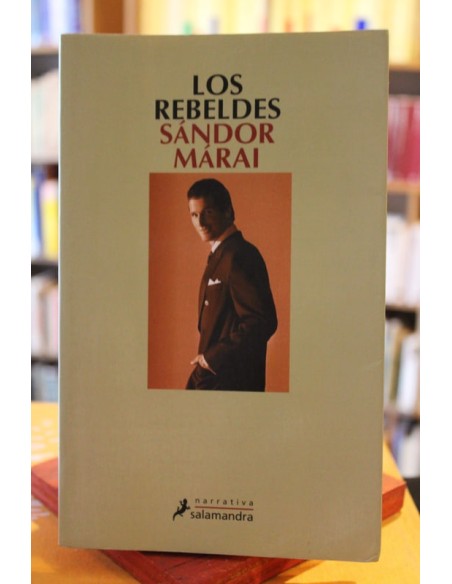 LOS
REBELDES
SÁNDOR
MÁRAI
narrativa
salamandra